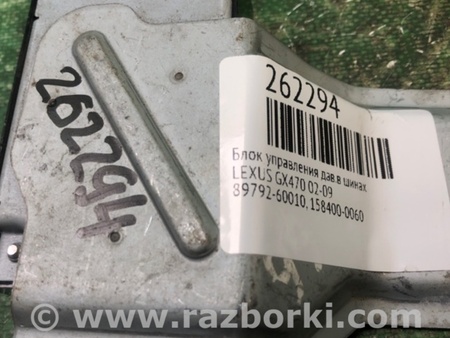 262294
262294
Блок управления дав.в шинах
LEXUS GX470 02-09
89792-60010, 158400-0060
www.razborki.com